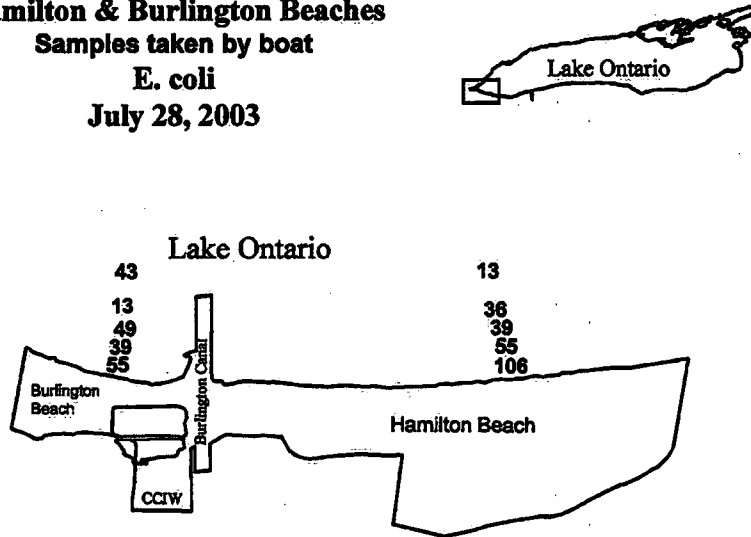 milton & Burlington Beaches
Samples taken by boat
E. coli
July 28, 2003
Lake Ontario
Lake Ontario
43
13
49
39
55
13
36
39
55
106
Burlington
Beach
Burlington Canal
Hamilton Beach
CCIW